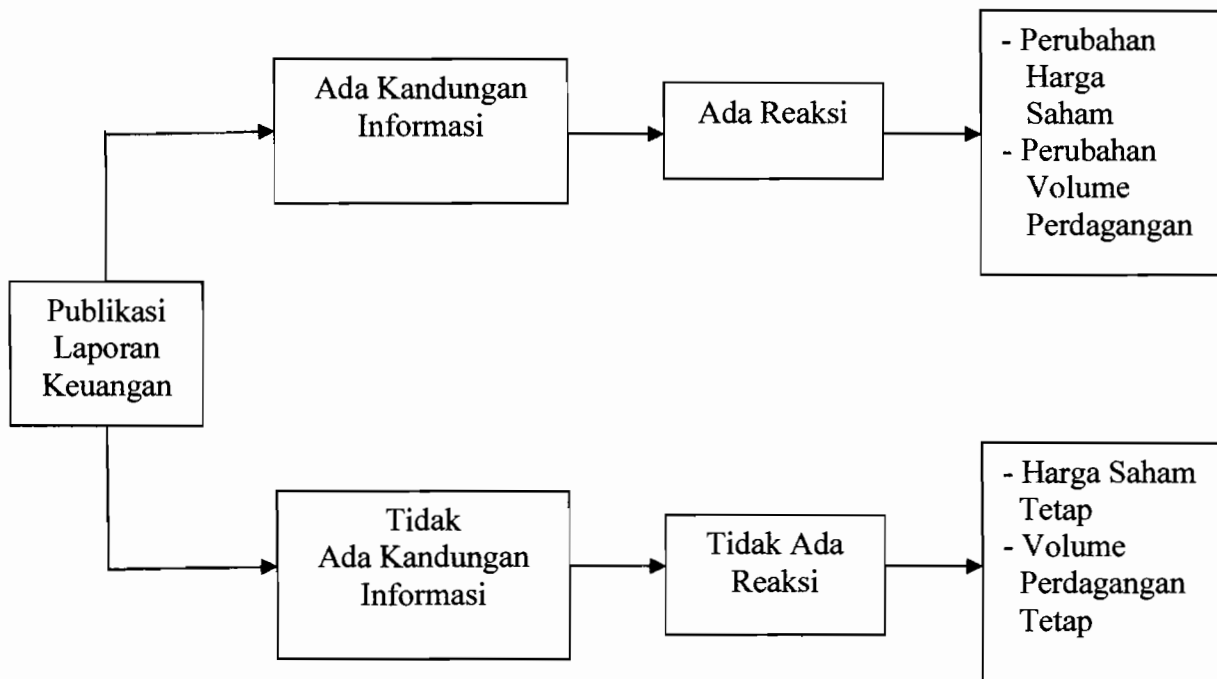 Ada Kandungan
Informasi
Ada Reaksi
- Perubahan
Harga
Saham
- Perubahan
Volume
Perdagangan
Publikasi
Laporan
Keuangan
Tidak
Ada Kandungan
Informasi
Tidak Ada
Reaksi
- Harga Saham
Tetap
- Volume
Perdagangan
Tetap